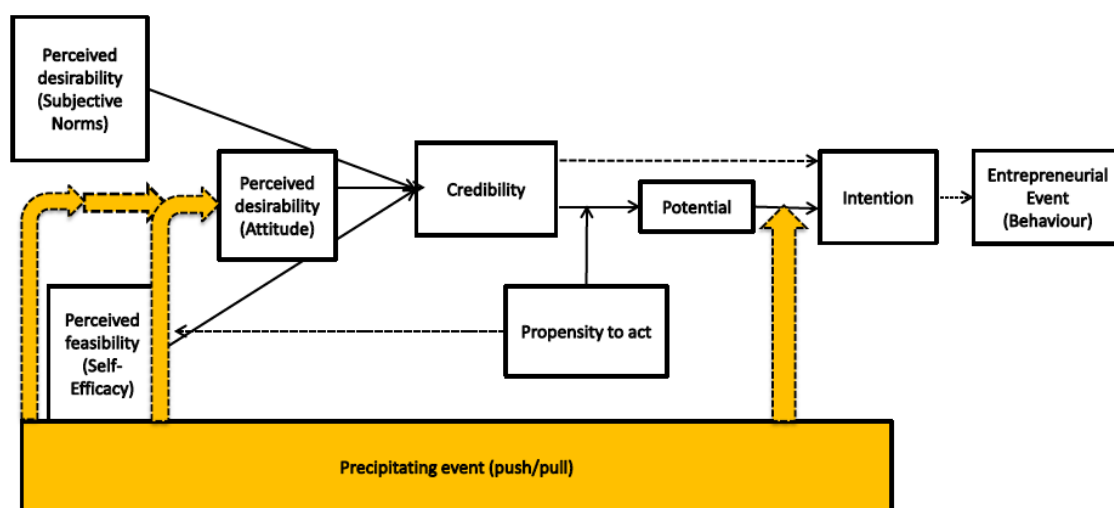 Perceived
desirability
(Subjective
Norms)
Perceived
desirability
(Attitude)
Credibility
Potential
Intention
Entrepreneurial
Event
(Behaviour)
Perceived
feasibility
(Self-
Efficacy)
Propensity to act
Precipitating event (push/pull)